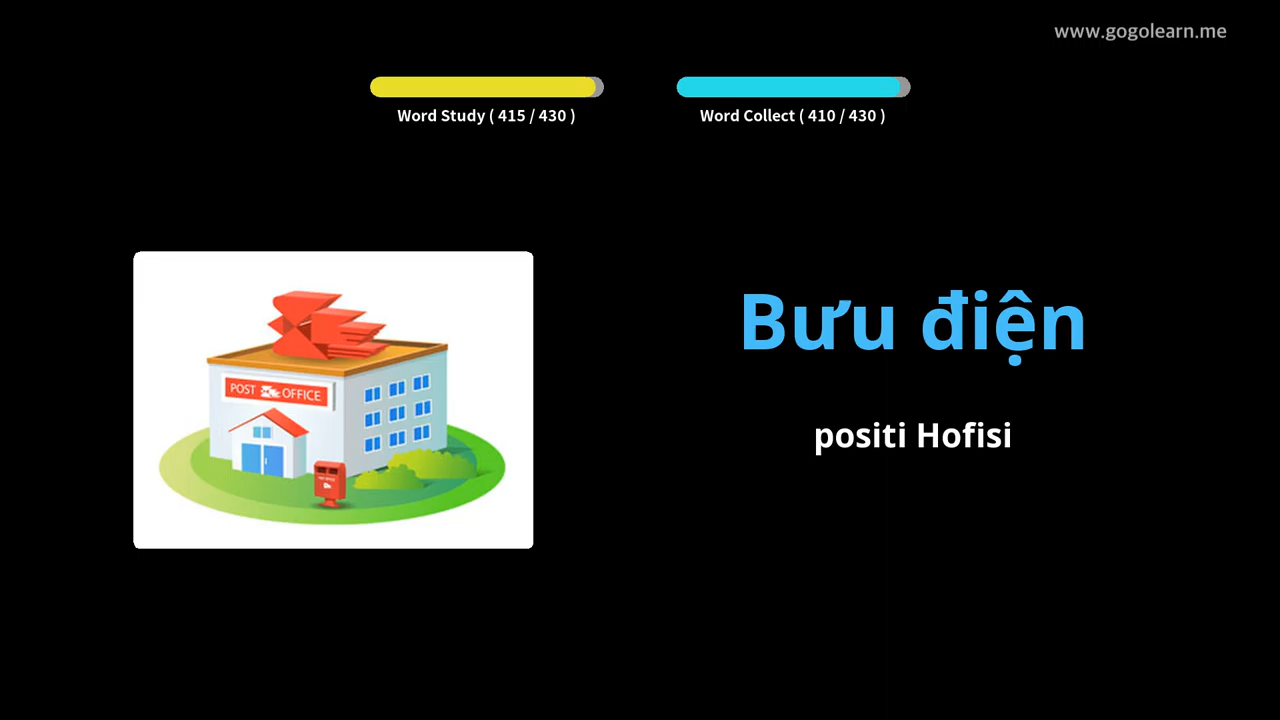 www.gogolearn.me
Word Study ( 415 / 430 )
Word Collect ( 410 / 430 )
POST OFFICE
Bưu điện
positi Hofisi